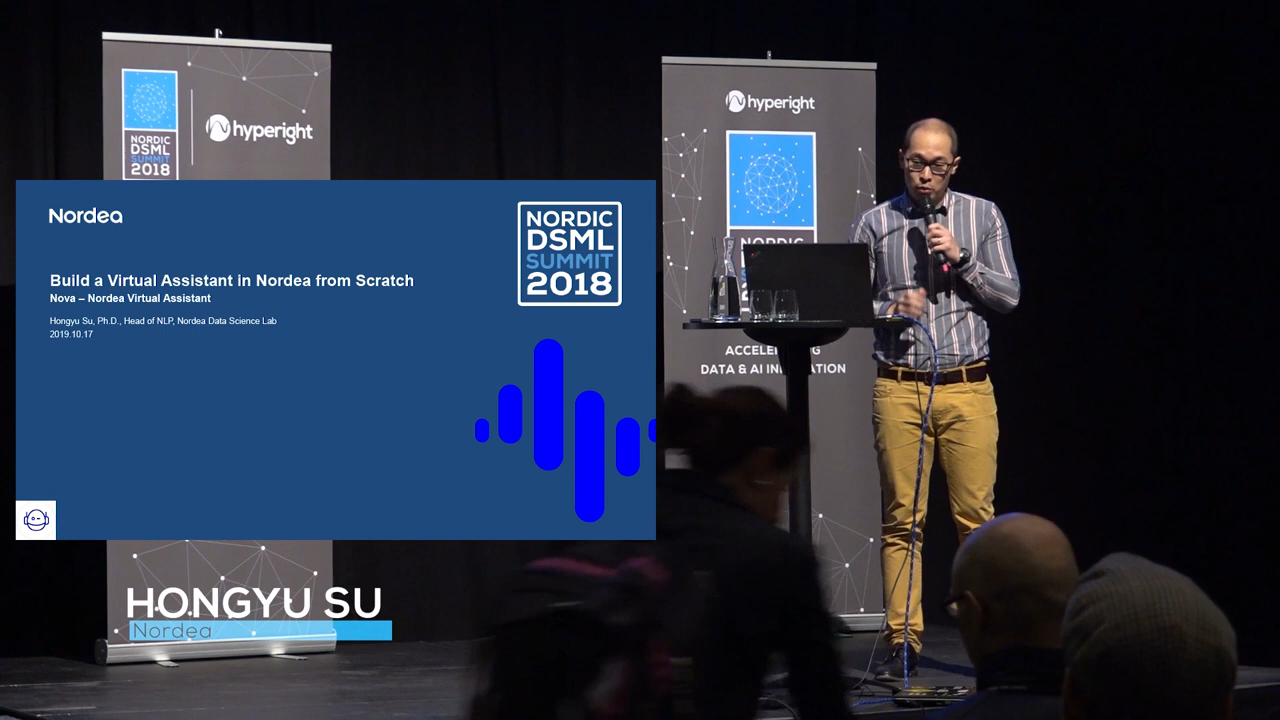 NORDIC
DSML
SUMMIT
2018
hyperight
hyperight
NORDIC
ACCELE G
DATA & AI IN ATION
Nordea
NORDIC
DSML
SUMMIT
2018
Build a Virtual Assistant in Nordea from Scratch
Nova – Nordea Virtual Assistant
Hongyu Su, Ph.D., Head of NLP, Nordea Data Science Lab
2019.10.17
HONGYU SU
Nordea